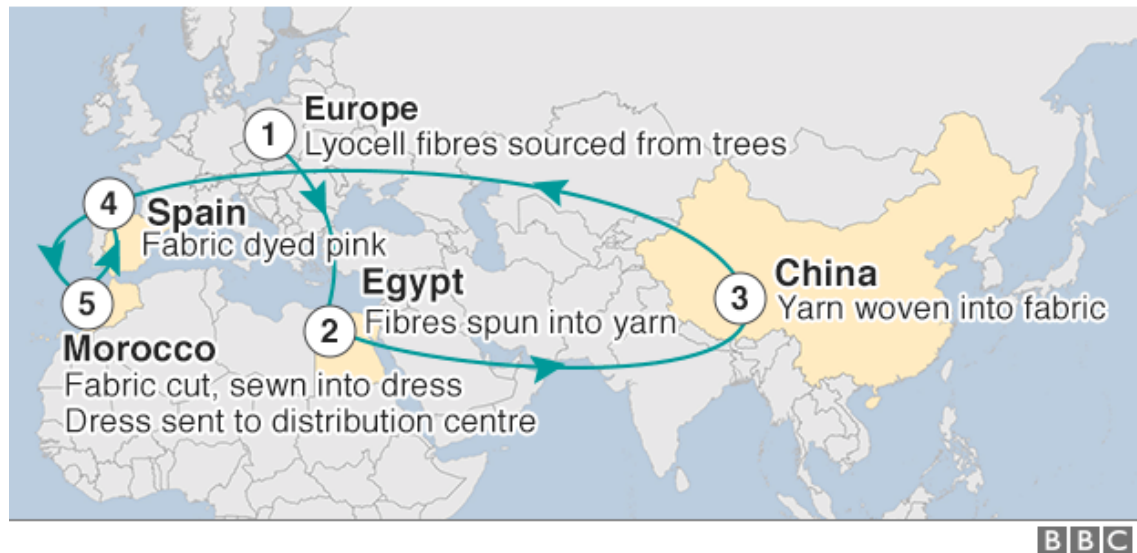 1
Europe
Lyocell fibres sourced from trees
4
Spain
Fabric dyed pink
Egypt
2
Fibres spun into yarn
China
3
Yarn woven into fabric
5
Morocco
Fabric cut, sewn into dress
Dress sent to distribution centre
BBC